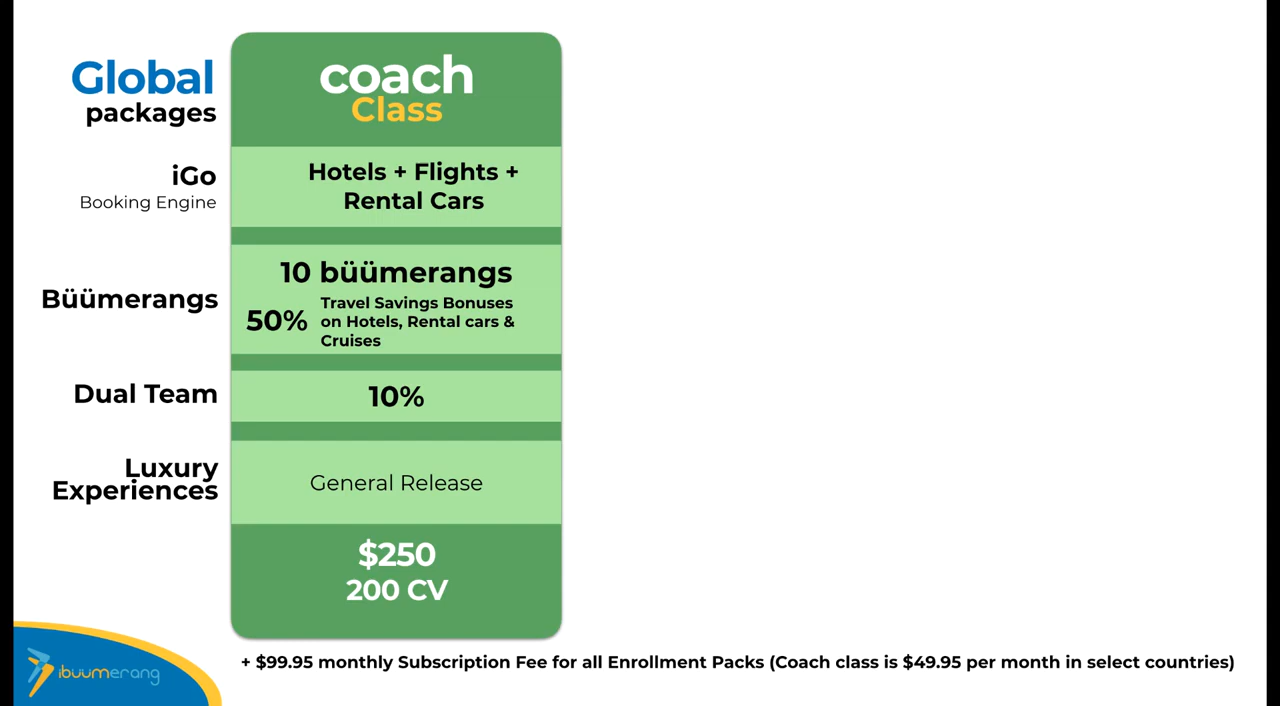 Global
packages
coach
Class
iGo
Booking Engine
Hotels + Flights +
Rental Cars
Büümerangs
10 büümerangs
50%
Travel Savings Bonuses
on Hotels, Rental cars &
Cruises
Dual Team
10%
Luxury
Experiences
General Release
$250
200 CV
+ $99.95 monthly Subscription Fee for all Enrollment Packs (Coach class is $49.95 per month in select countries)
ibuumerang